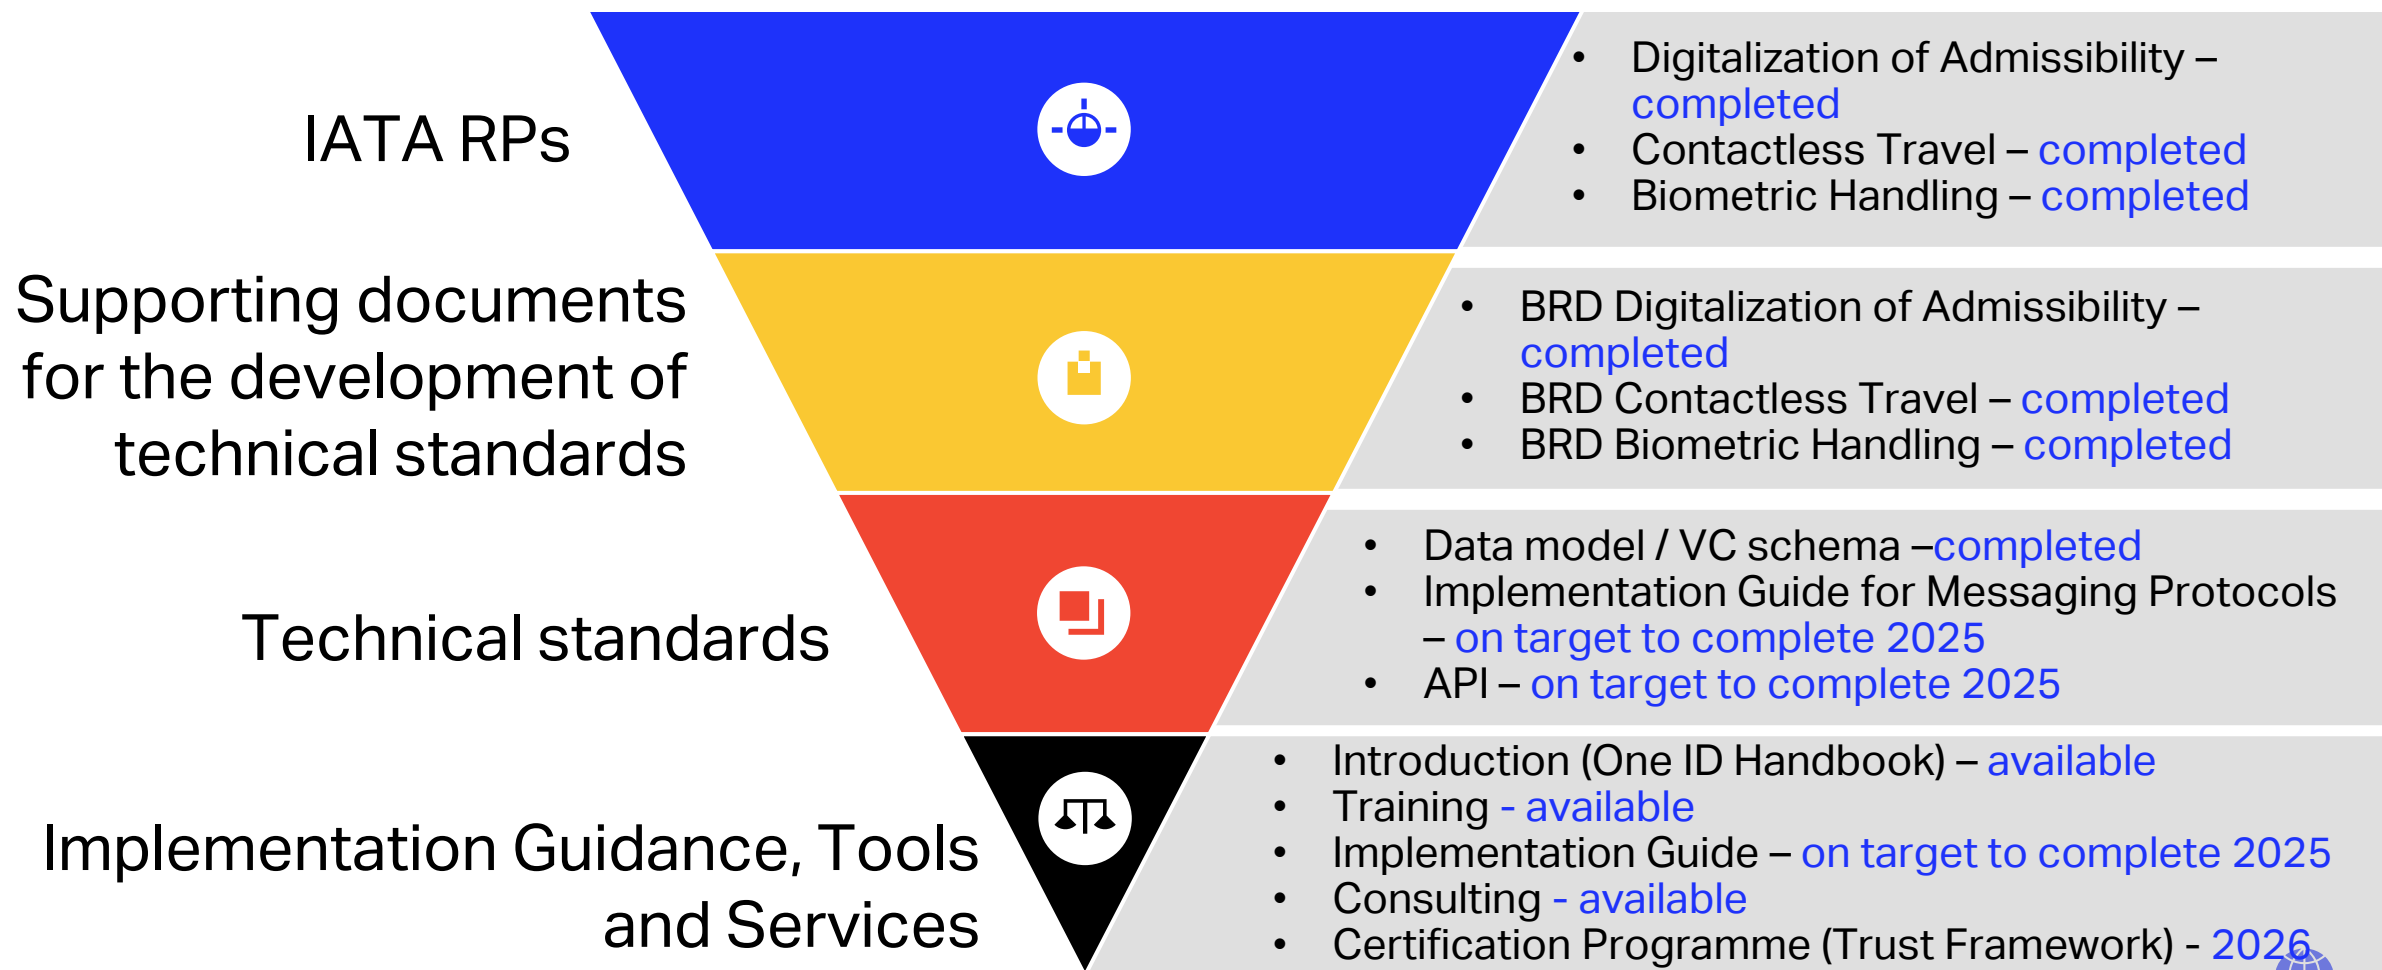 IATA RPs
• Digitalization of Admissibility –
completed
• Contactless Travel – completed
• Biometric Handling – completed
Supporting documents
for the development of
technical standards
• BRD Digitalization of Admissibility –
completed
• BRD Contactless Travel – completed
• BRD Biometric Handling – completed
Technical standards
• Data model / VC schema –completed
• Implementation Guide for Messaging Protocols
– on target to complete 2025
• API – on target to complete 2025
Implementation Guidance, Tools
and Services
• Introduction (One ID Handbook) – available
• Training - available
• Implementation Guide – on target to complete 2025
• Consulting - available
• Certification Programme (Trust Framework) - 2026